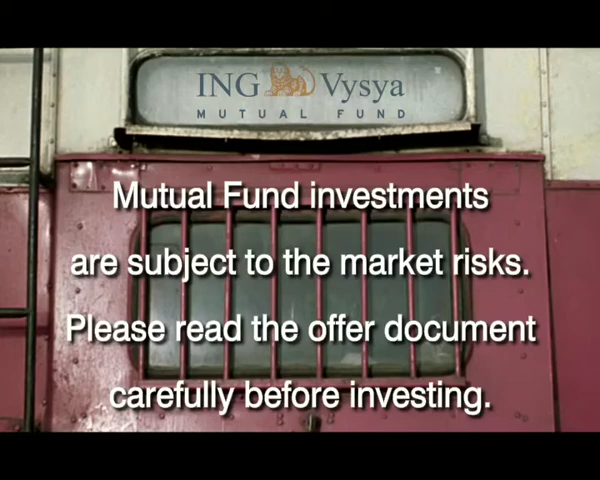 ING Vysya
MUTUAL FUND
Mutual Fund investments
are subject to the market risks.
Please read the offer document
carefully before investing.